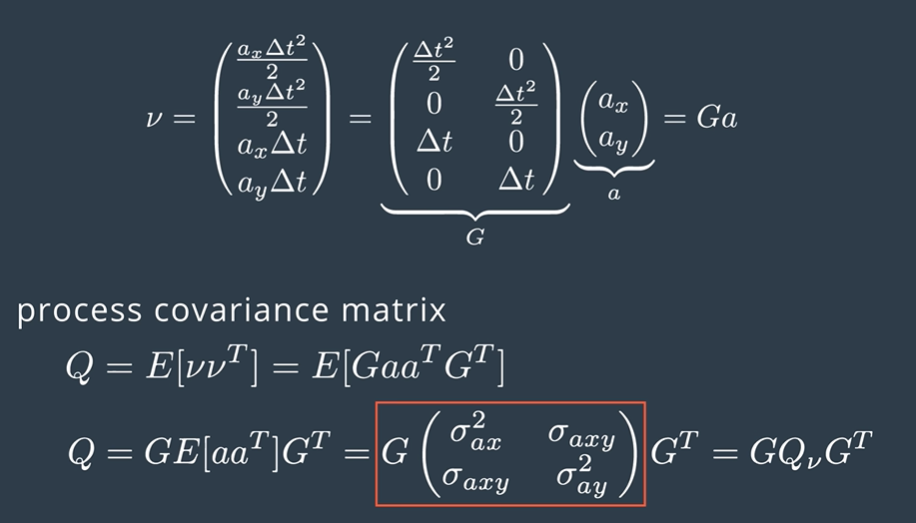 ν = ( a_xΔt²/2 ; a_yΔt²/2 ; a_xΔt ; a_yΔt ) = ( Δt²/2 0 ; 0 Δt²/2 ; Δt 0 ; 0 Δt ) ( a_x ; a_y ) = Ga
G a
process covariance matrix
Q = E[νν^T] = E[Gaa^T G^T]
Q = GE[aa^T]G^T = G ( σ²_ax σ_axy ; σ_axy σ²_ay ) G^T = GQ_νG^T